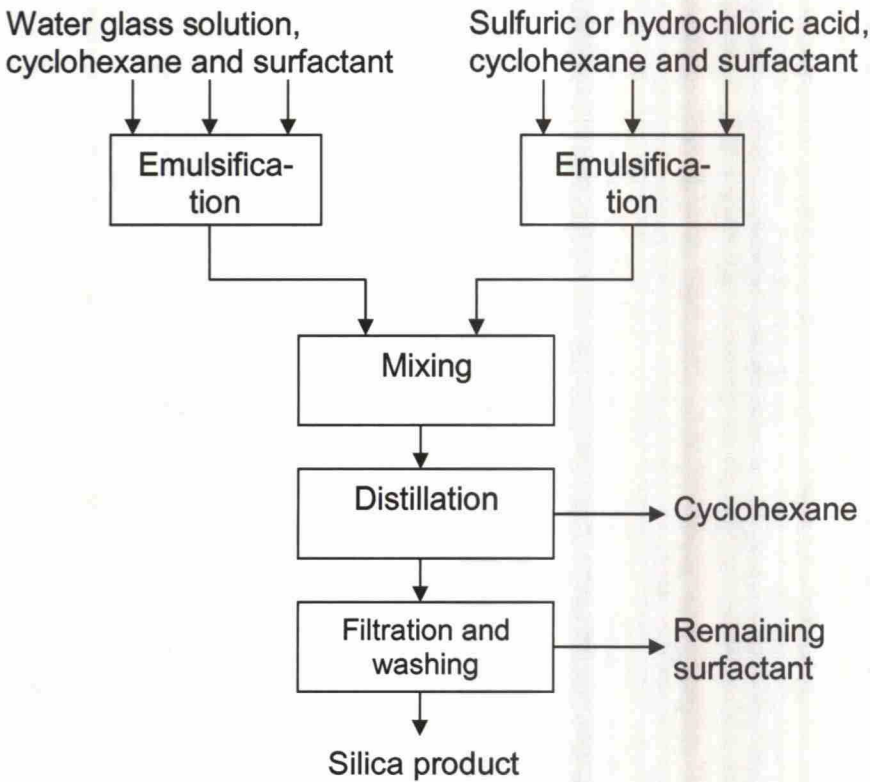 Water glass solution,
cyclohexane and surfactant
Sulfuric or hydrochloric acid,
cyclohexane and surfactant
Emulsifica-
tion
Emulsifica-
tion
Mixing
Distillation
Cyclohexane
Filtration and
washing
Remaining
surfactant
Silica product